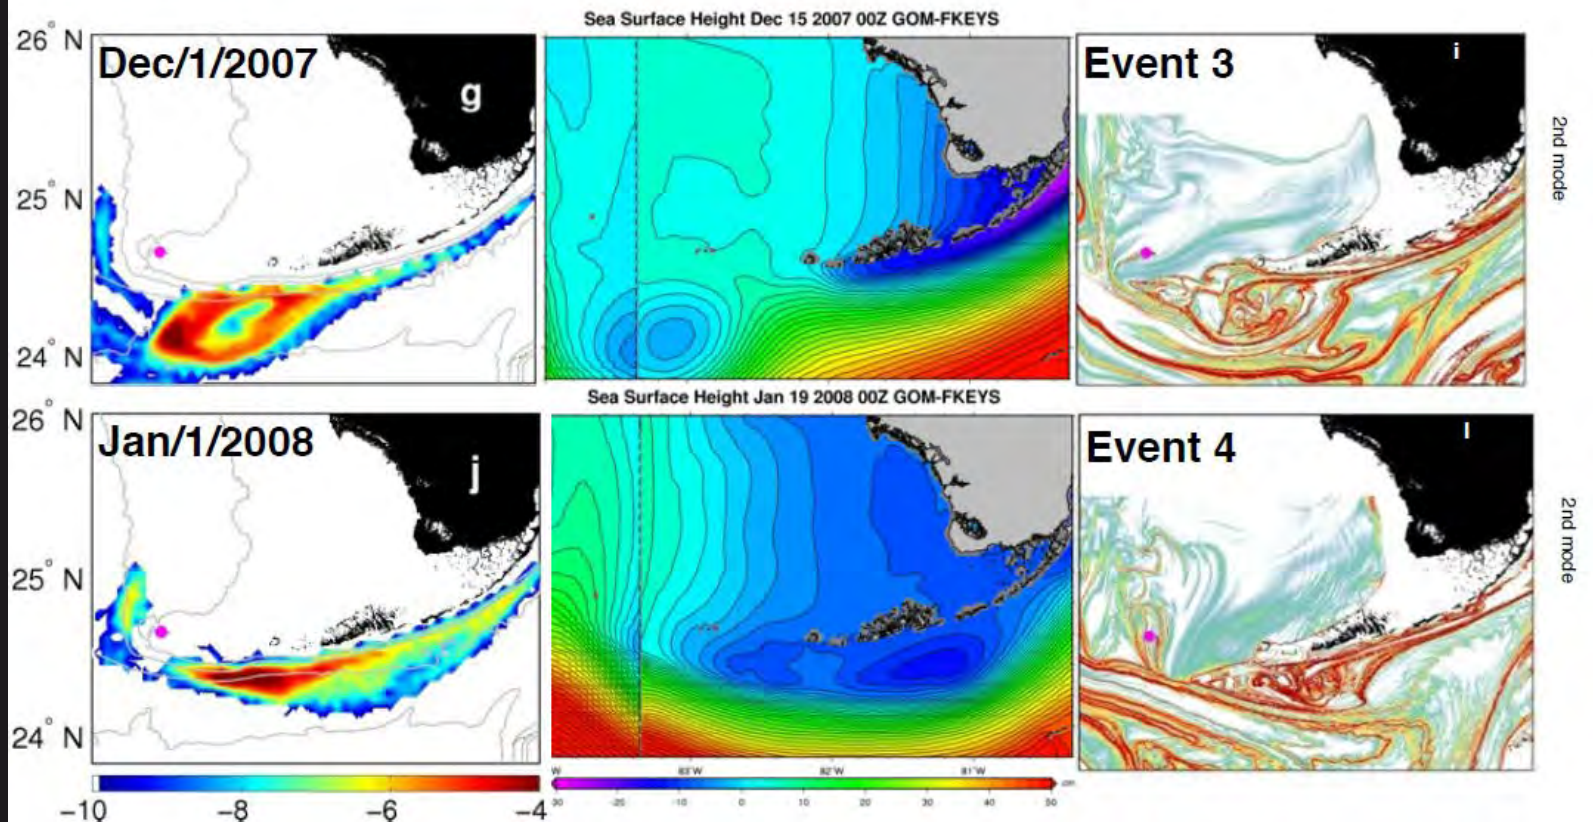 Sea Surface Height Dec 15 2007 00Z GOM-FKEYS
26° N
Dec/1/2007
g
Event 3
i
2nd mode
25° N
24° N
Sea Surface Height Jan 19 2008 00Z GOM-FKEYS
26° N
Jan/1/2008
j
Event 4
l
2nd mode
25° N
24° N
W 83°W 82°W 81°W
-20 -10 0 10 20 30 40 50
-10 -8 -6 -4